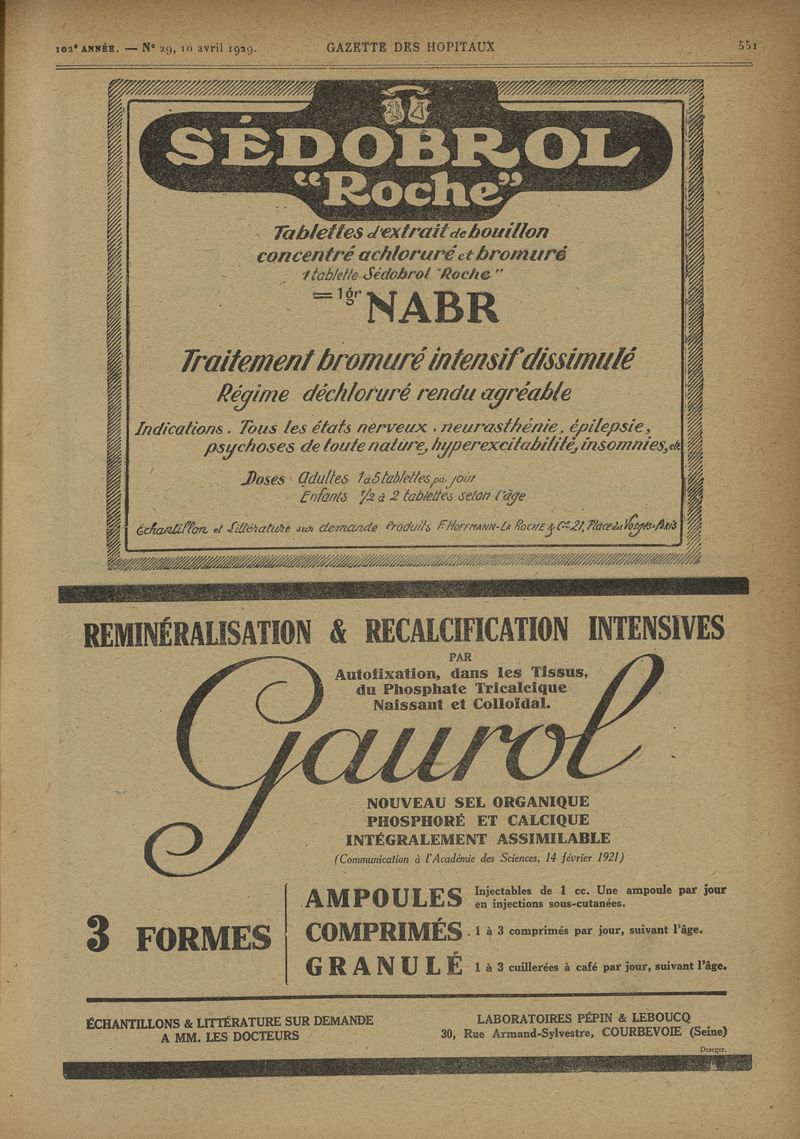 102e ANNÉE. — N° 29, 10 avril 1929.
GAZETTE DES HOPITAUX
551
SÉDOBROL
“Roche”
Tablettes d'extrait de bouillon
concentré achloruré et bromuré
1 tablette Sédobrol "Roche"
= 1gr NABR
Traitement bromuré intensif dissimulé
Régime déchloruré rendu agréable
Indications. Tous les états nerveux. neurasthénie, épilepsie,
psychoses de toute nature, hyperexcitabilité, insomnies, etc
Doses Adultes 1 à 5 tablettes par jour
Enfants 1/2 à 2 tablettes selon l'âge
Échantillon et Littérature sur demande Produits F. HOFFMANN-LA ROCHE & Cie 21, Place des Vosges-Paris
REMINÉRALISATION & RECALCIFICATION INTENSIVES
PAR
Autofixation, dans les Tissus,
du Phosphate Tricalcique
Naissant et Colloïdal.
Gaurol
NOUVEAU SEL ORGANIQUE
PHOSPHORÉ ET CALCIQUE
INTÉGRALEMENT ASSIMILABLE
(Communication à l'Académie des Sciences, 14 février 1921)
3 FORMES
AMPOULES Injectables de 1 cc. Une ampoule par jour
en injections sous-cutanées.
COMPRIMÉS. 1 à 3 comprimés par jour, suivant l'âge.
GRANULÉ 1 à 3 cuillerées à café par jour, suivant l'âge.
ÉCHANTILLONS & LITTÉRATURE SUR DEMANDE
A MM. LES DOCTEURS
LABORATOIRES PÉPIN & LEBOUCQ
30, Rue Armand-Sylvestre, COURBEVOIE (Seine)
Draeger.